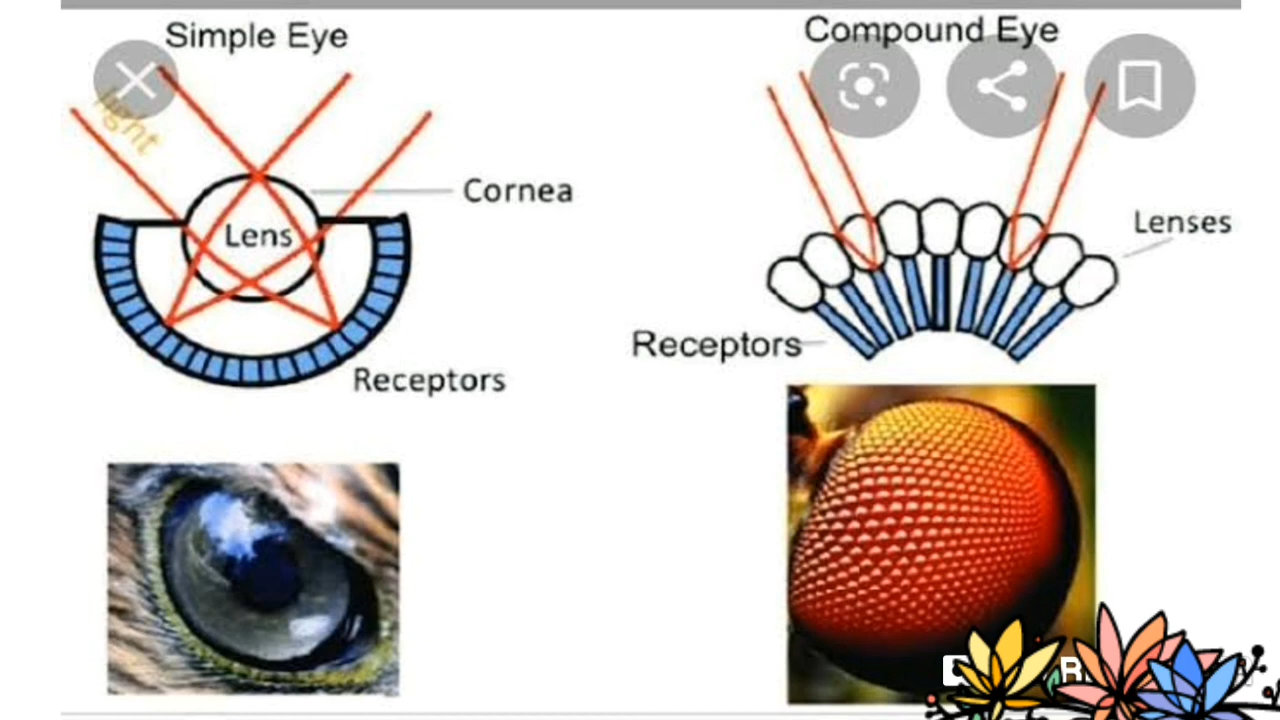 Simple Eye
Compound Eye
light
Cornea
Lens
Lenses
Receptors
Receptors